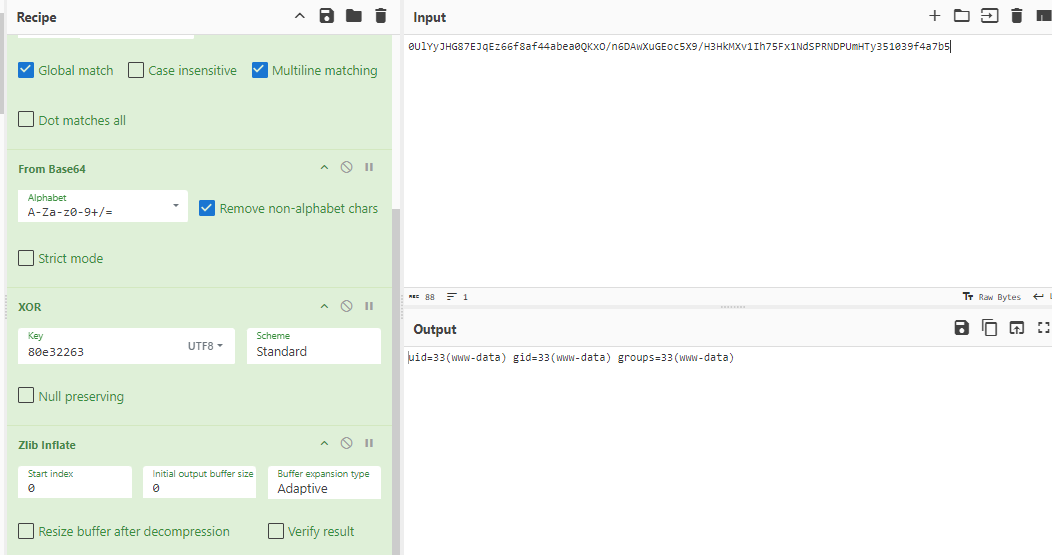 Recipe
Global match
Case insensitive
Multiline matching
Dot matches all
From Base64
Alphabet
A-Za-z0-9+/=
Remove non-alphabet chars
Strict mode
XOR
Key
80e32263
UTF8
Scheme
Standard
Null preserving
Zlib Inflate
Start index
0
Initial output buffer size
0
Buffer expansion type
Adaptive
Resize buffer after decompression
Verify result
Input
0UlYyJHG87EJqEz66f8af44abea0QKxO/n6DAwXuGEoc5X9/H3HkMXv1Ih75Fx1NdSPRNDPUmHTy351039f4a7b5
REC 88
1
Tт Raw Bytes
Output
uid=33(www-data) gid=33(www-data) groups=33(www-data)